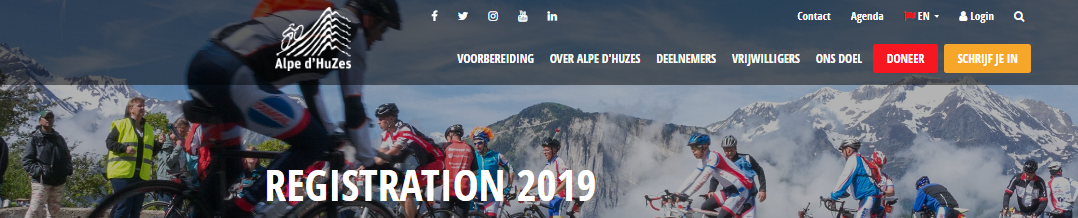 Contact Agenda EN Login
Alpe d'HuZes
VOORBEREIDING OVER ALPE D'HUZES DEELNEMERS VRIJWILLIGERS ONS DOEL DONEER SCHRIJF JE IN
REGISTRATION 2019